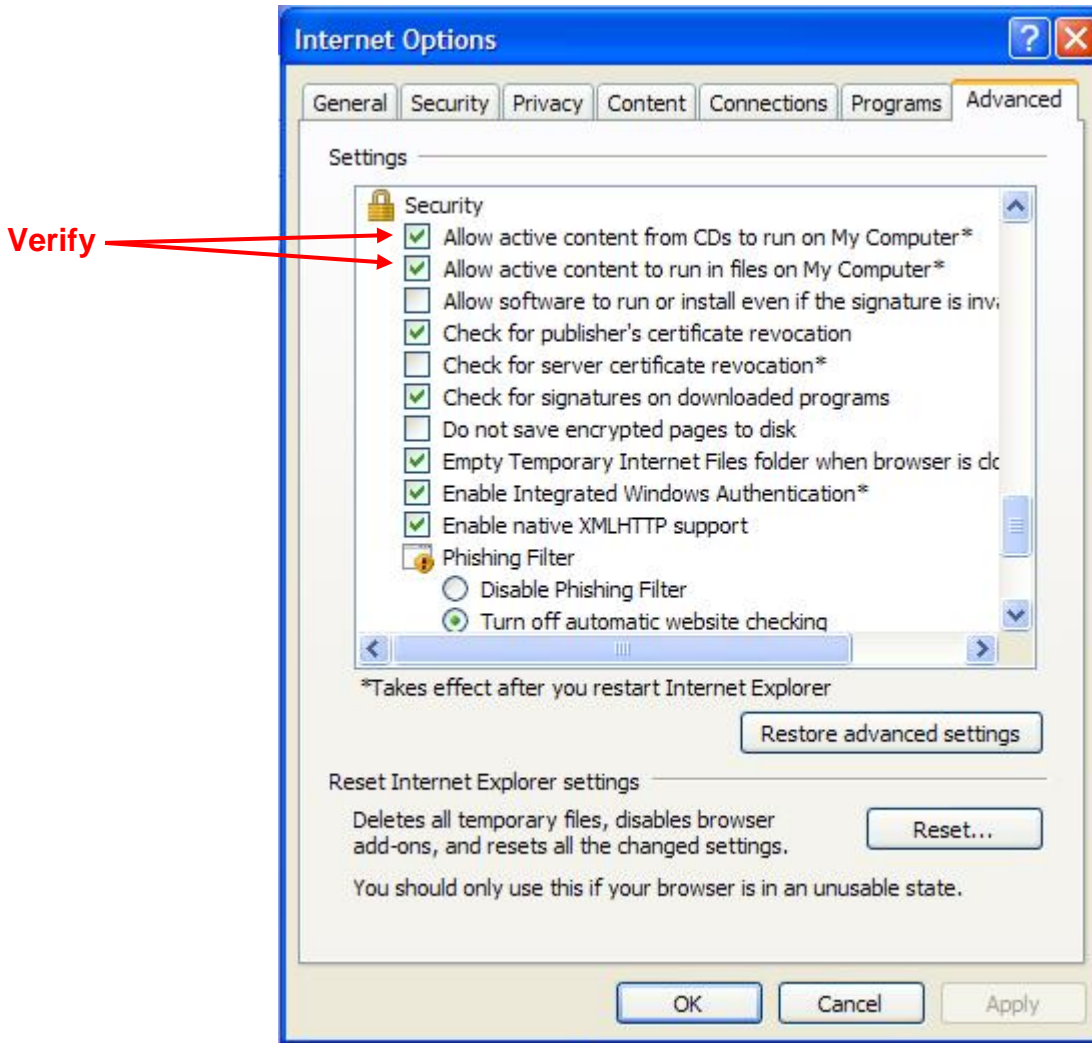 Internet Options
General Security Privacy Content Connections Programs Advanced
Settings
Security
Verify
Allow active content from CDs to run on My Computer*
Allow active content to run in files on My Computer*
Allow software to run or install even if the signature is inva
Check for publisher's certificate revocation
Check for server certificate revocation*
Check for signatures on downloaded programs
Do not save encrypted pages to disk
Empty Temporary Internet Files folder when browser is clo
Enable Integrated Windows Authentication*
Enable native XMLHTTP support
Phishing Filter
Disable Phishing Filter
Turn off automatic website checking
*Takes effect after you restart Internet Explorer
Restore advanced settings
Reset Internet Explorer settings
Deletes all temporary files, disables browser
add-ons, and resets all the changed settings.
Reset...
You should only use this if your browser is in an unusable state.
OK Cancel Apply